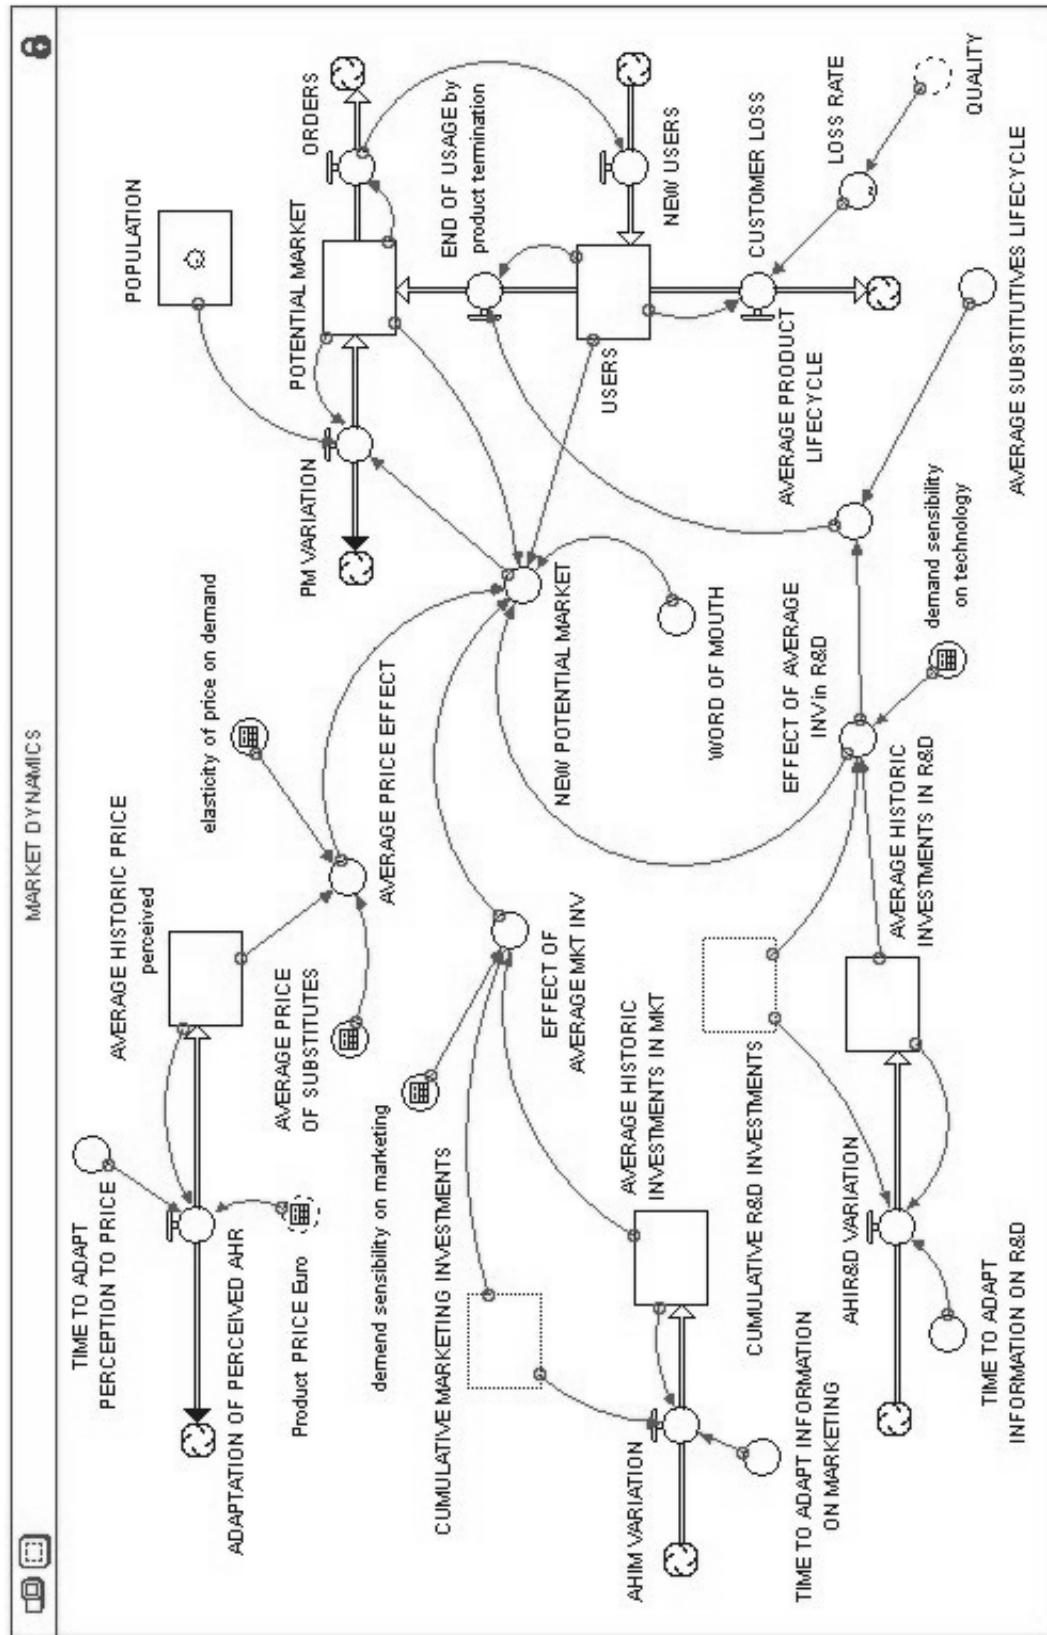 MARKET DYNAMICS
TIME TO ADAPT
PERCEPTION TO PRICE
AVERAGE HISTORIC PRICE
perceived
elasticity of price on demand
POPULATION
ADAPTATION OF PERCEIVED AHR
Product PRICE Euro
AVERAGE PRICE
OF SUBSTITUTES
AVERAGE PRICE EFFECT
PM VARIATION
POTENTIAL MARKET
ORDERS
demend sensibility on marketing
CUMULATIVE MARKETING INVESTMENTS
EFFECT OF
AVERAGE MKT INV
NEW POTENTIAL MARKET
END OF USAGE by
product termination
USERS
NEW USERS
AHIM VARIATION
AVERAGE HISTORIC
INVESTMENTS IN MKT
WORD OF MOUTH
TIME TO ADAPT INFORMATION
ON MARKETING
CUMULATIVE R&D INVESTMENTS
EFFECT OF AVERAGE
INV in R&D
AVERAGE PRODUCT
LIFECYCLE
CUSTOMER LOSS
LOSS RATE
AHIR&D VARIATION
AVERAGE HISTORIC
INVESTMENTS IN R&D
demand sensibility
on technology
QUALITY
TIME TO ADAPT
INFORMATION ON R&D
AVERAGE SUBSTITUTIVES LIFECYCLE